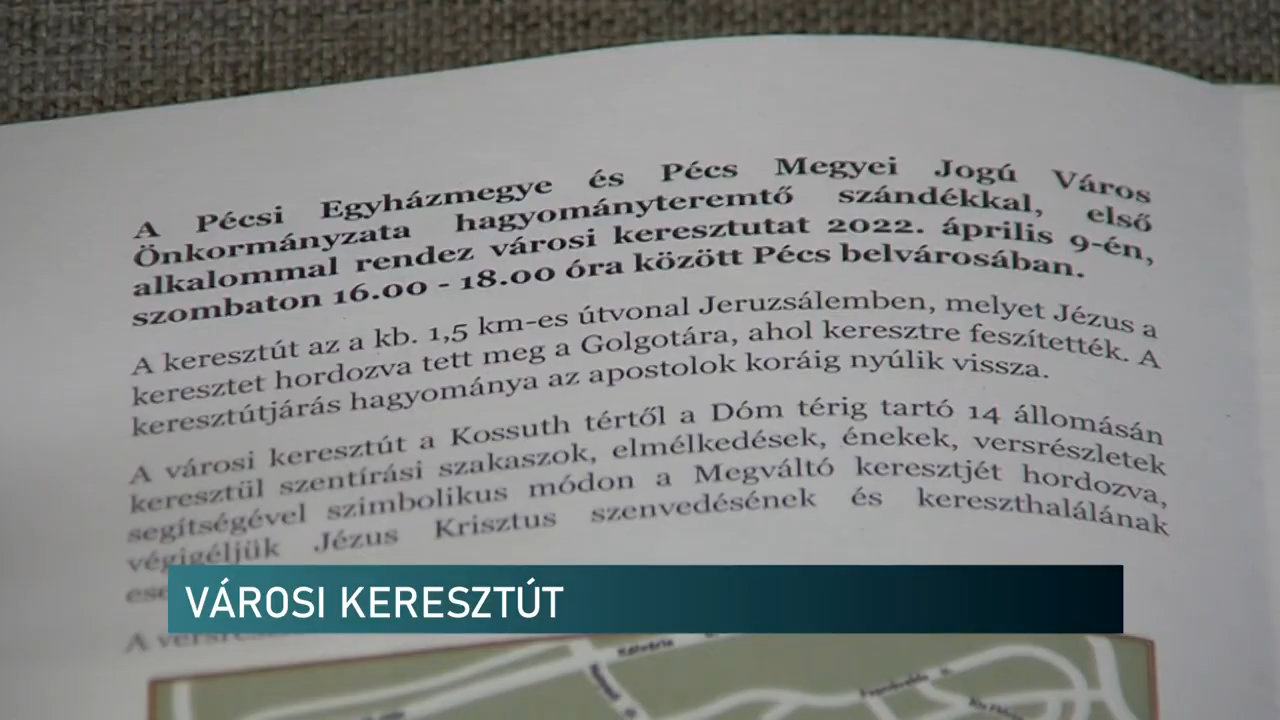 A Pécsi Egyházmegye és Pécs Megyei Jogú Város
Önkormányzata hagyományteremtő szándékkal, első
alkalommal rendez városi keresztutat 2022. április 9-én,
szombaton 16.00 - 18.00 óra között Pécs belvárosában.
A keresztút az a kb. 1,5 km-es útvonal Jeruzsálemben, melyet Jézus a
keresztet hordozva tett meg a Golgotára, ahol keresztre feszítették. A
keresztútjárás hagyománya az apostolok koráig nyúlik vissza.
A városi keresztút a Kossuth tértől a Dóm térig tartó 14 állomásán
keresztül szentírási szakaszok, elmélkedések, énekek, versrészletek
segítségével szimbolikus módon a Megváltó keresztjét hordozva,
végigéljük Jézus Krisztus szenvedésének és kereszthalálának
VÁROSI KERESZTÚT
A
Kálvária